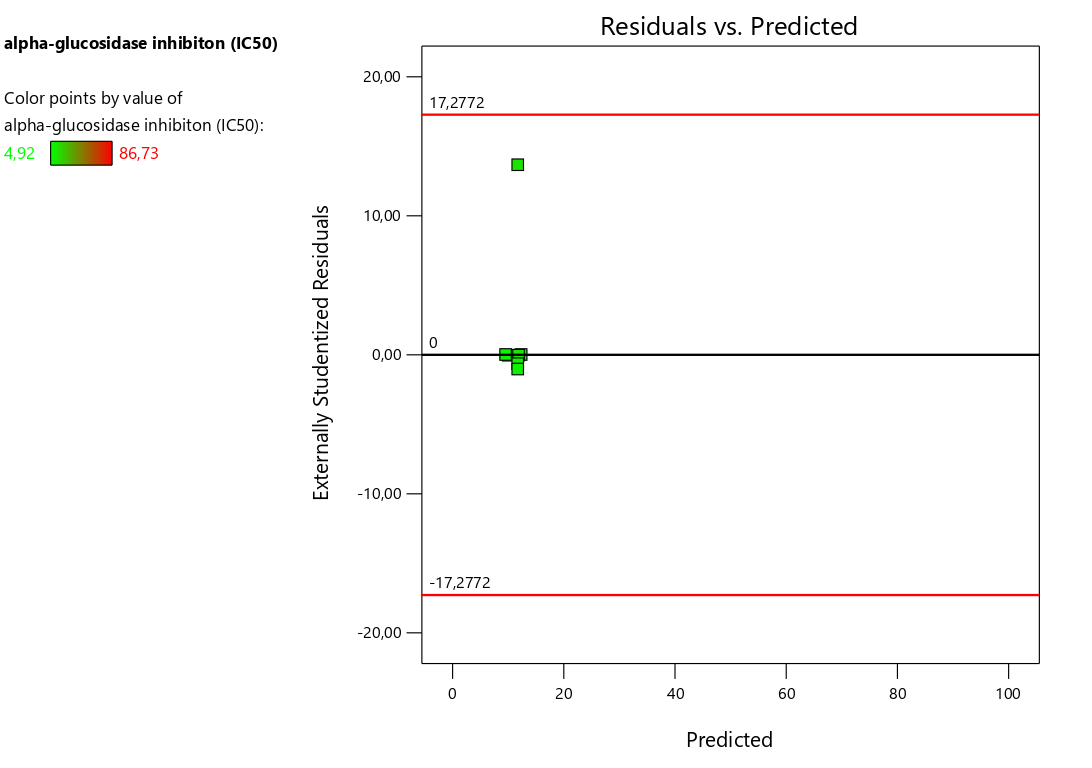 alpha-glucosidase inhibiton (IC50)
Color points by value of
alpha-glucosidase inhibiton (IC50):
4,92 86,73
Residuals vs. Predicted
Externally Studentized Residuals
20,00
17,2772
10,00
0
0,00
-10,00
-17,2772
-20,00
0 20 40 60 80 100
Predicted